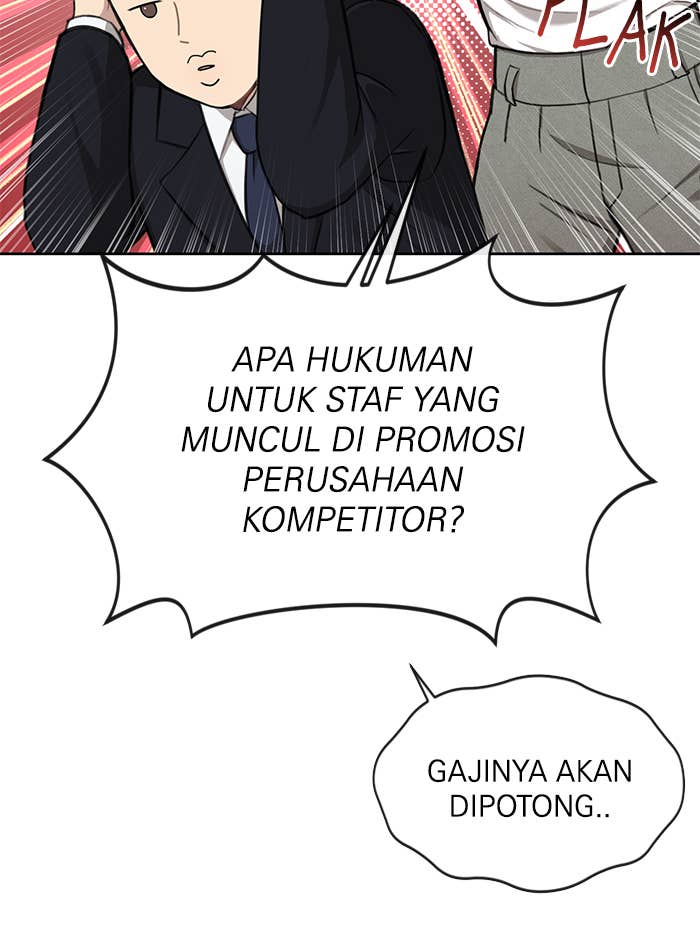 PLAK
APA HUKUMAN
UNTUK STAF YANG
MUNCUL DI PROMOSI
PERUSAHAAN
KOMPETITOR?
GAJINYA AKAN
DIPOTONG..